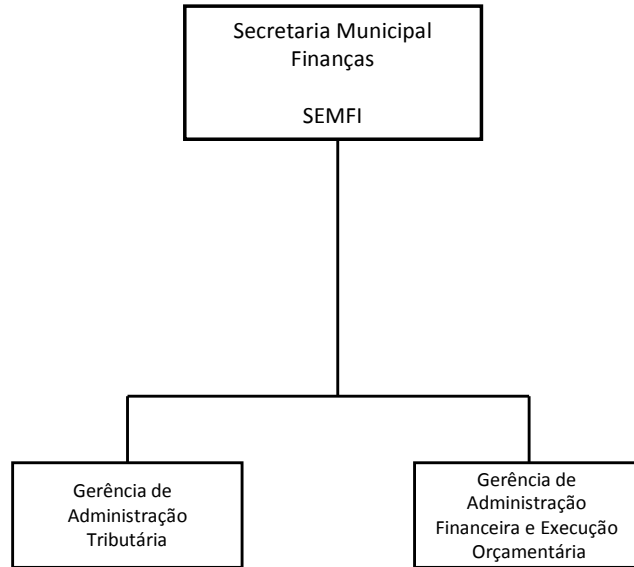 Secretaria Municipal
Finanças
SEMFI
Gerência de
Administração
Tributária
Gerência de
Administração
Financeira e Execução
Orçamentária